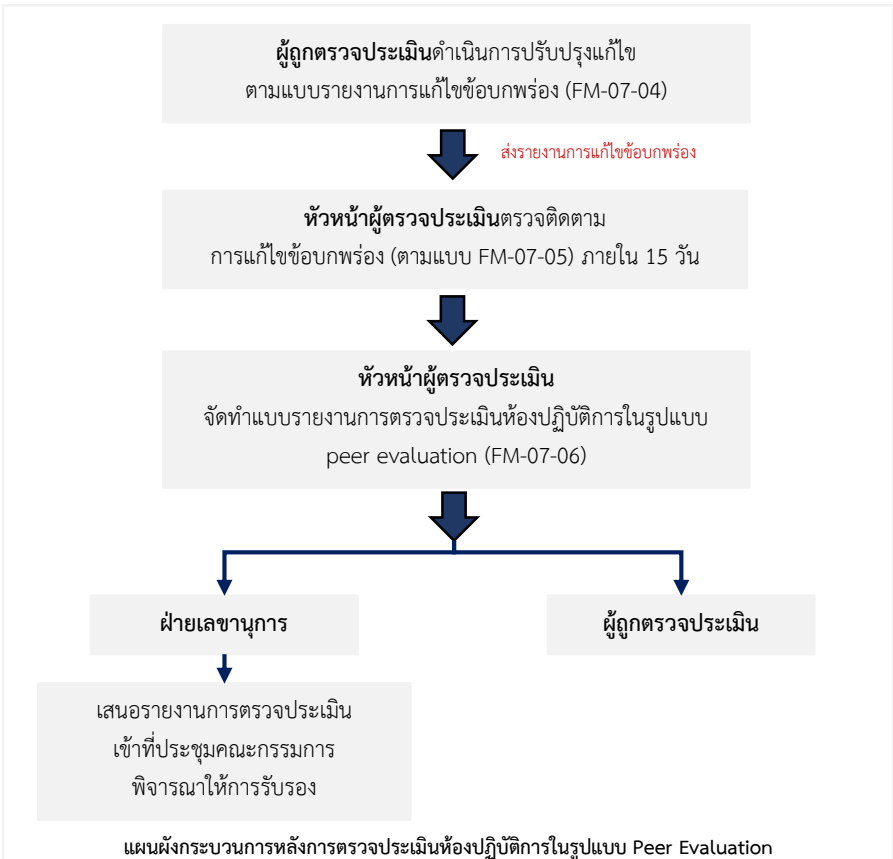 ผู้ถูกตรวจประเมินดำเนินการปรับปรุงแก้ไข
ตามแบบรายงานการแก้ไขข้อบกพร่อง (FM-07-04)
ส่งรายงานการแก้ไขข้อบกพร่อง
หัวหน้าผู้ตรวจประเมินตรวจติดตาม
การแก้ไขข้อบกพร่อง (ตามแบบ FM-07-05) ภายใน 15 วัน
หัวหน้าผู้ตรวจประเมิน
จัดทำแบบรายงานการตรวจประเมินห้องปฏิบัติการในรูปแบบ
peer evaluation (FM-07-06)
ฝ่ายเลขานุการ
ผู้ถูกตรวจประเมิน
เสนอรายงานการตรวจประเมิน
เข้าที่ประชุมคณะกรรมการ
พิจารณาให้การรับรอง
แผนผังกระบวนการหลังการตรวจประเมินห้องปฏิบัติการในรูปแบบ Peer Evaluation